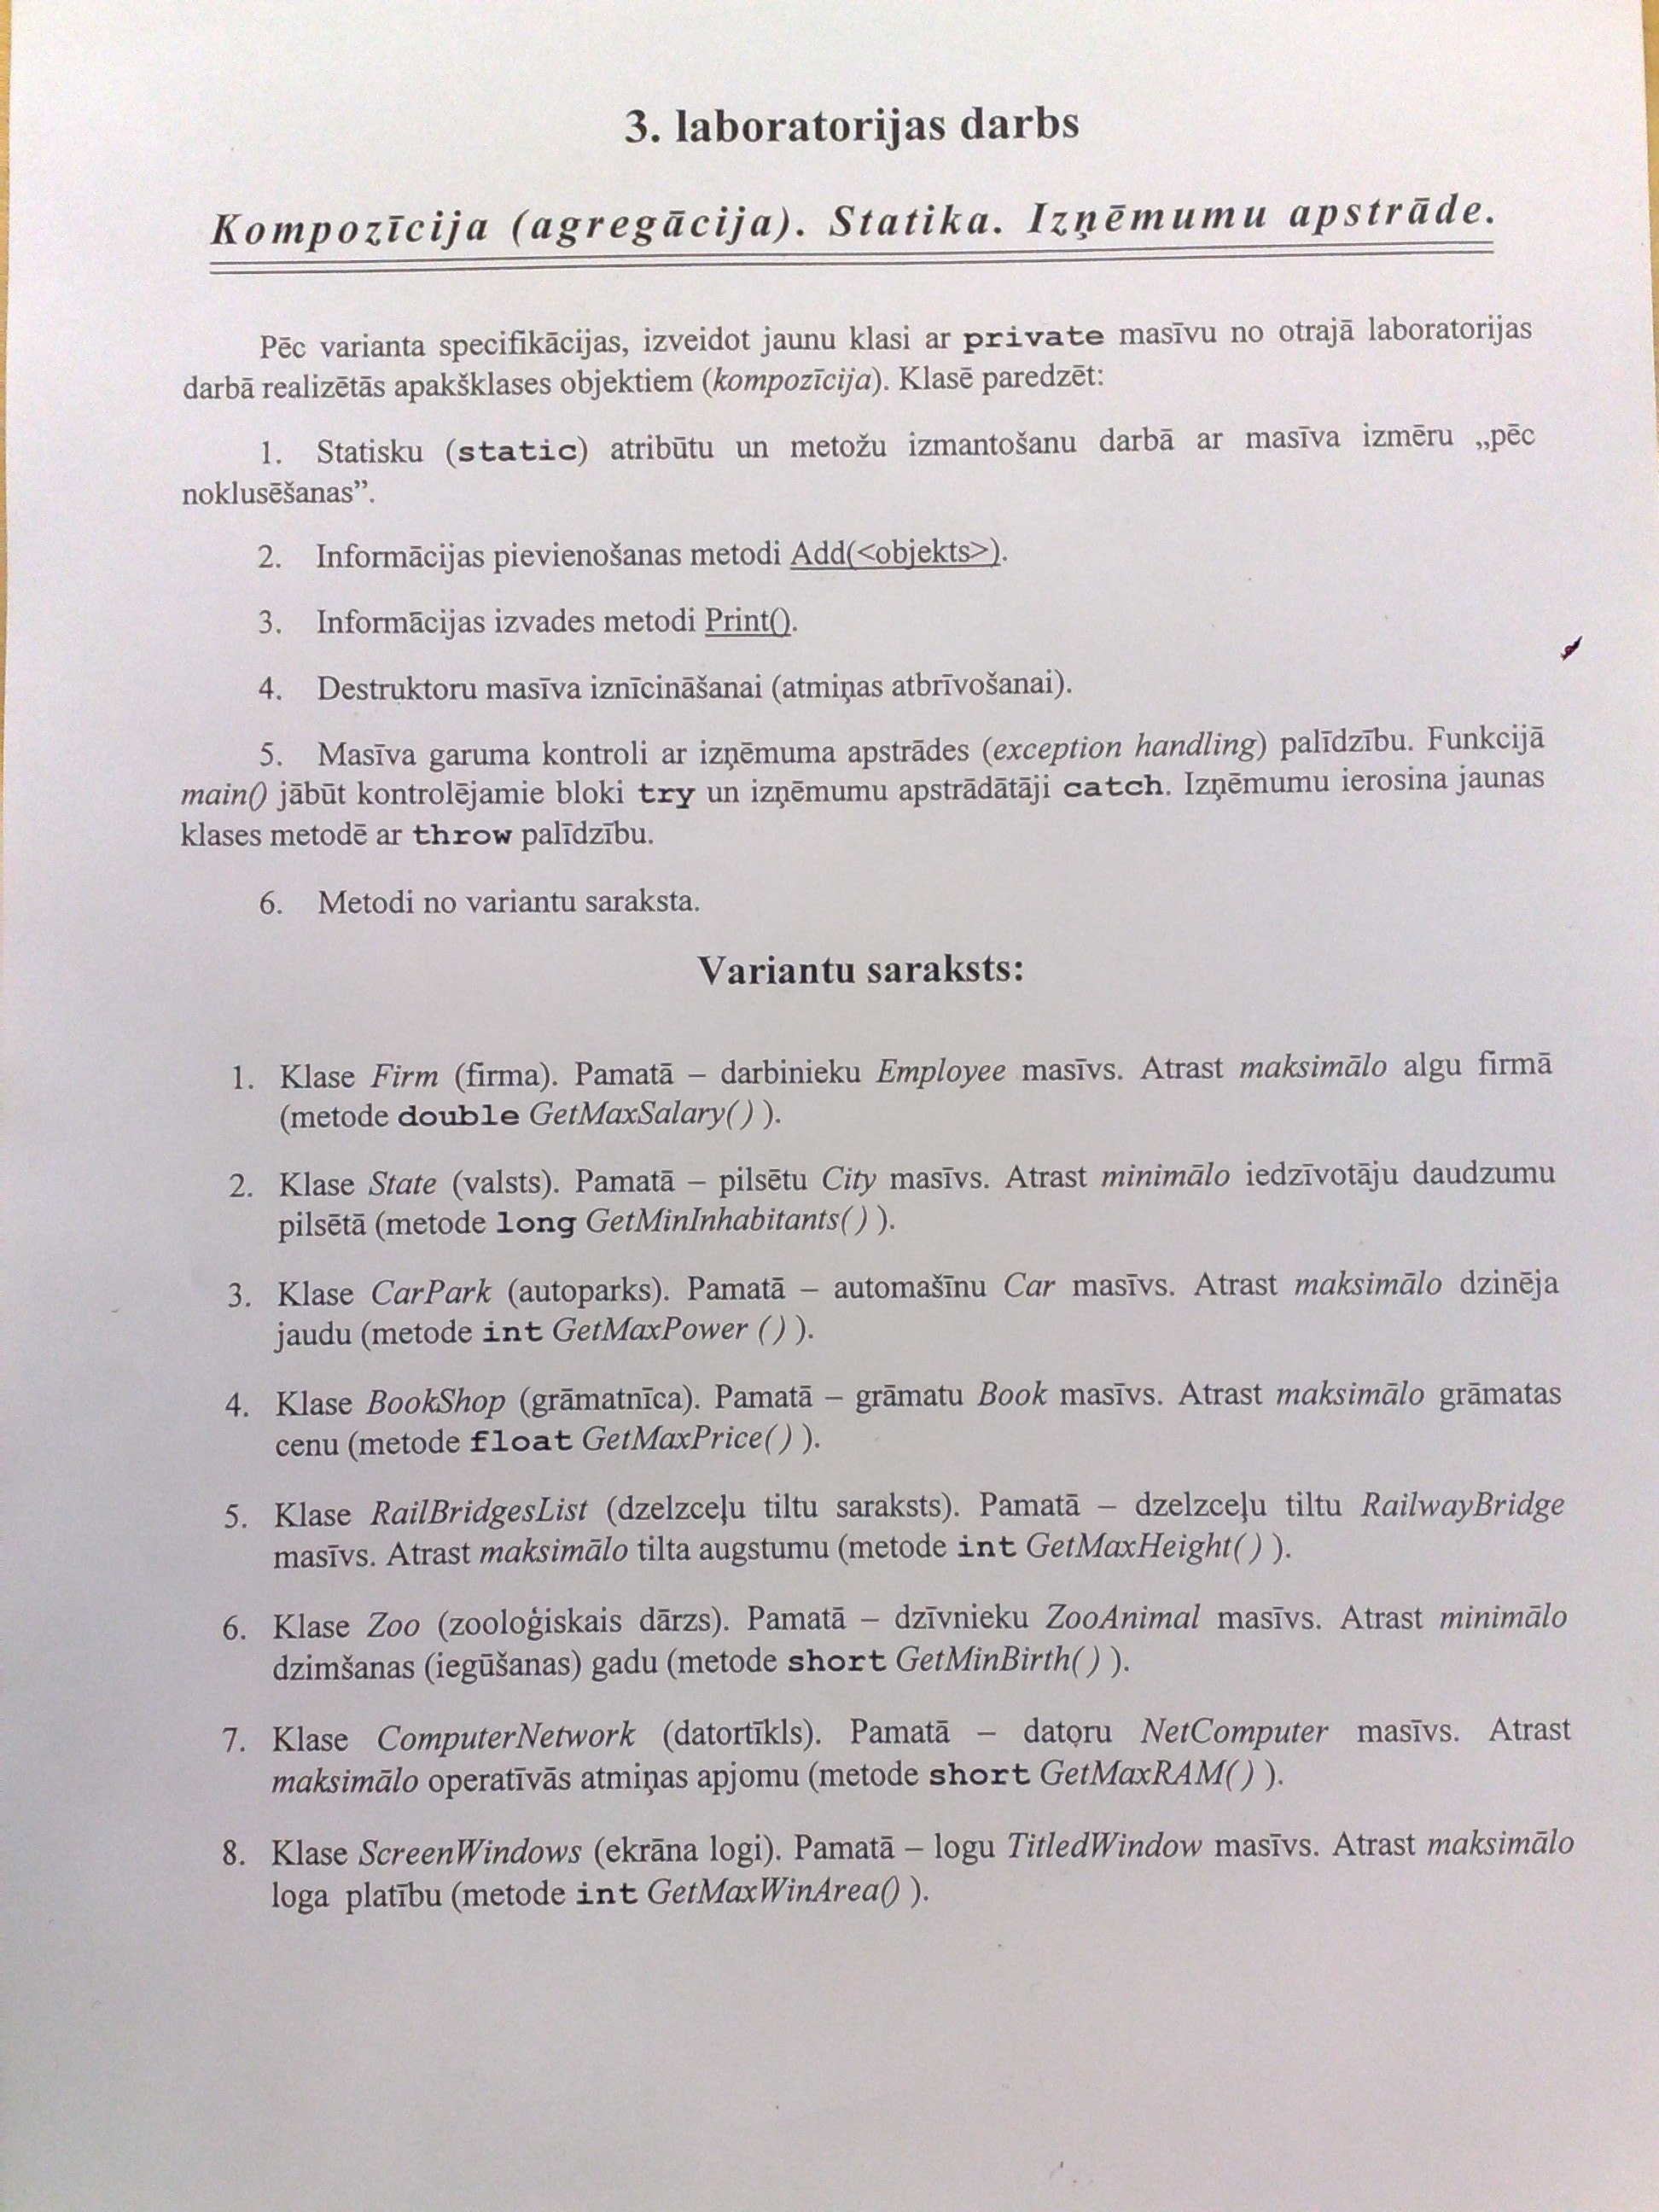 3. laboratorijas darbs
Kompozīcija (agregācija). Statika. Izņēmumu apstrāde.
Pēc varianta specifikācijas, izveidot jaunu klasi ar private masīvu no otrajā laboratorijas
darbā realizētās apakšklases objektiem (kompozīcija). Klasē paredzēt:
1. Statisku (static) atribūtu un metožu izmantošanu darbā ar masīva izmēru „pēc
noklusēšanas”.
2. Informācijas pievienošanas metodi Add(<objekts>).
3. Informācijas izvades metodi Print().
4. Destruktoru masīva iznīcināšanai (atmiņas atbrīvošanai).
5. Masīva garuma kontroli ar izņēmuma apstrādes (exception handling) palīdzību. Funkcijā
main() jābūt kontrolējamie bloki try un izņēmumu apstrādātāji catch. Izņēmumu ierosina jaunas
klases metodē ar throw palīdzību.
6. Metodi no variantu saraksta.
Variantu saraksts:
1. Klase Firm (firma). Pamatā – darbinieku Employee masīvs. Atrast maksimālo algu firmā
(metode double GetMaxSalary( ) ).
2. Klase State (valsts). Pamatā – pilsētu City masīvs. Atrast minimālo iedzīvotāju daudzumu
pilsētā (metode long GetMinInhabitants( ) ).
3. Klase CarPark (autoparks). Pamatā – automašīnu Car masīvs. Atrast maksimālo dzinēja
jaudu (metode int GetMaxPower ( ) ).
4. Klase BookShop (grāmatnīca). Pamatā – grāmatu Book masīvs. Atrast maksimālo grāmatas
cenu (metode float GetMaxPrice( ) ).
5. Klase RailBridgesList (dzelzceļu tiltu saraksts). Pamatā – dzelzceļu tiltu RailwayBridge
masīvs. Atrast maksimālo tilta augstumu (metode int GetMaxHeight( ) ).
6. Klase Zoo (zooloģiskais dārzs). Pamatā – dzīvnieku ZooAnimal masīvs. Atrast minimālo
dzimšanas (iegūšanas) gadu (metode short GetMinBirth( ) ).
7. Klase ComputerNetwork (datortīkls). Pamatā – datoru NetComputer masīvs. Atrast
maksimālo operatīvās atmiņas apjomu (metode short GetMaxRAM( ) ).
8. Klase ScreenWindows (ekrāna logi). Pamatā – logu TitledWindow masīvs. Atrast maksimālo
loga platību (metode int GetMaxWinArea() ).